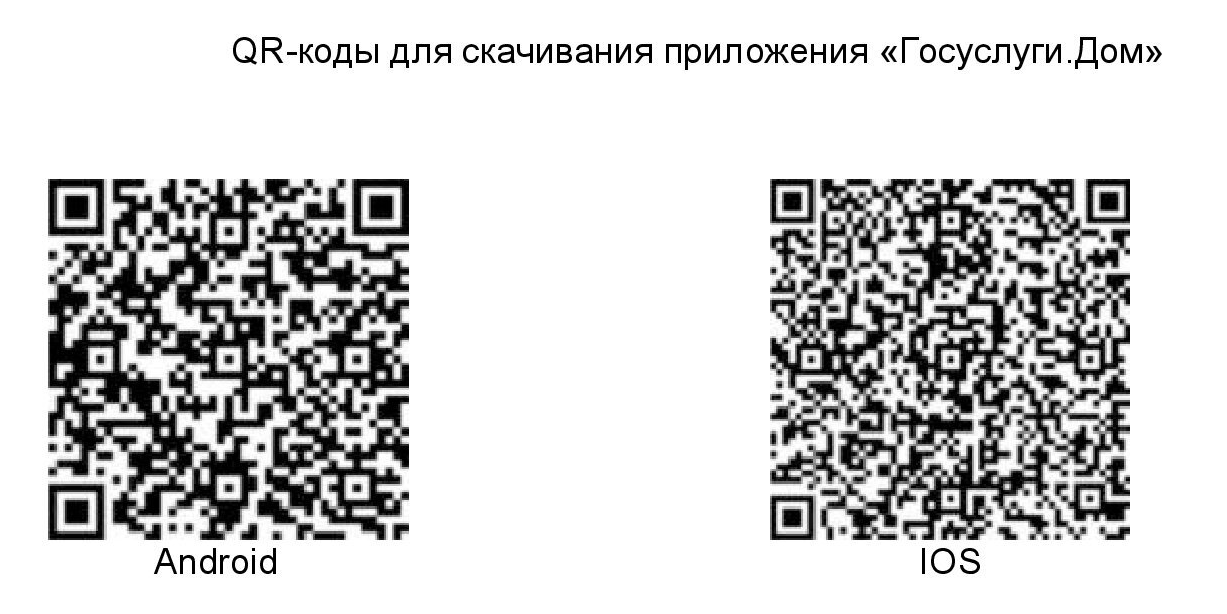 QR-коды для скачивания приложения «Госуслуги.Дом»
Android
IOS